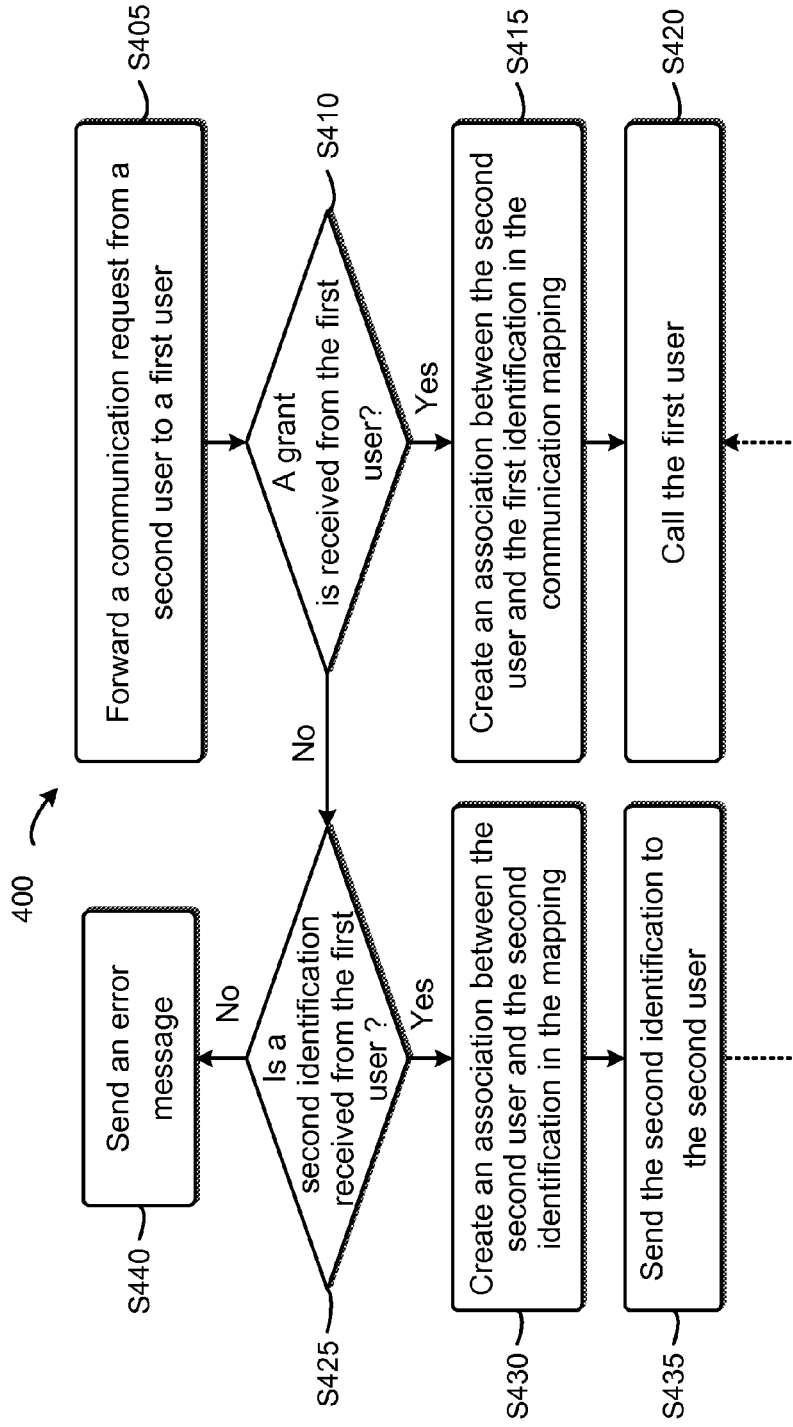 400
Forward a communication request from a
second user to a first user
S405
A grant
is received from the first
user?
S410
Yes
No
Create an association between the second
user and the first identification in the
communication mapping
S415
Call the first user
S420
Is a
second identification
received from the first
user ?
S425
No
Yes
Send an error
message
S440
Create an association between the
second user and the second
identification in the mapping
S430
Send the second identification to
the second user
S435